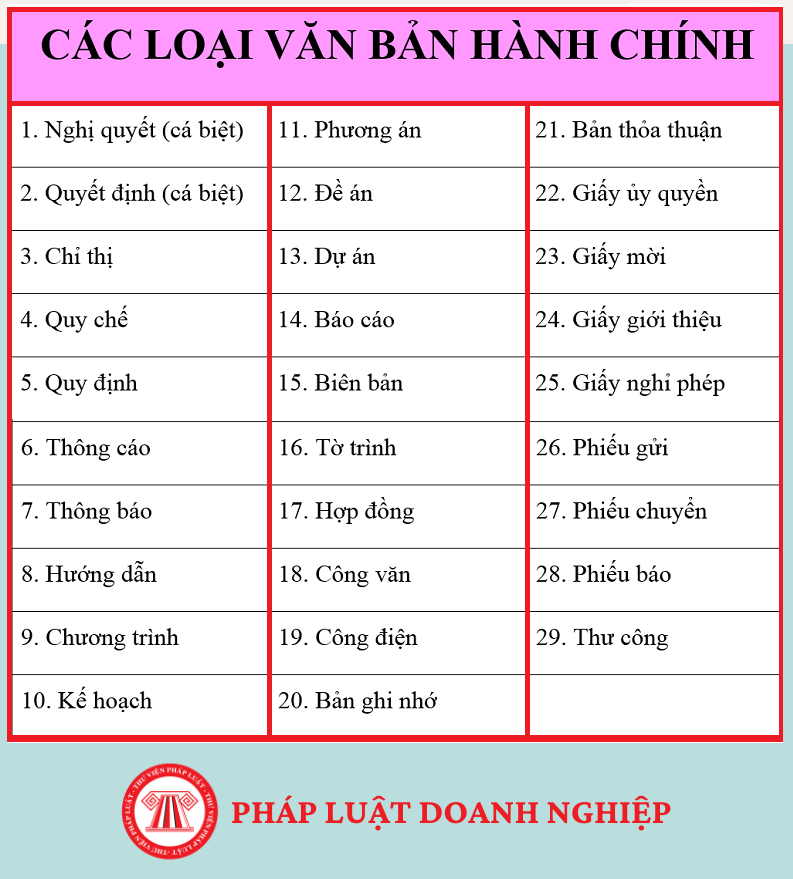 CÁC LOẠI VĂN BẢN HÀNH CHÍNH
1. Nghị quyết (cá biệt)
11. Phương án
21. Bản thỏa thuận
2. Quyết định (cá biệt)
12. Đề án
22. Giấy ủy quyền
3. Chỉ thị
13. Dự án
23. Giấy mời
4. Quy chế
14. Báo cáo
24. Giấy giới thiệu
5. Quy định
15. Biên bản
25. Giấy nghỉ phép
6. Thông cáo
16. Tờ trình
26. Phiếu gửi
7. Thông báo
17. Hợp đồng
27. Phiếu chuyển
8. Hướng dẫn
18. Công văn
28. Phiếu báo
9. Chương trình
19. Công điện
29. Thư công
10. Kế hoạch
20. Bản ghi nhớ
THƯ VIỆN PHÁP LUẬT - THƯ VIỆN PHÁP LUẬT
PHÁP LUẬT DOANH NGHIỆP